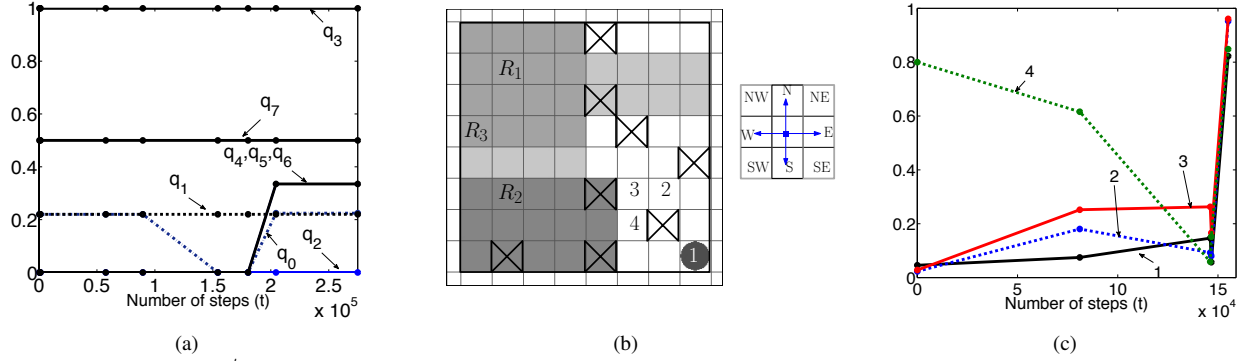 1
0.8
0.6
0.4
0.2
0
q3
q7
q4,q5,q6
q1
q0
q2
0 0.5 1 1.5 2 2.5
Number of steps (t)
x 10^5
(a)
R1
R3
R2
3 2
4
1
NW N NE
W E
SW S SE
(b)
1
0.8
0.6
0.4
0.2
0
4
3
2
1
0 5 10 15
Number of steps (t)
x 10^4
(c)